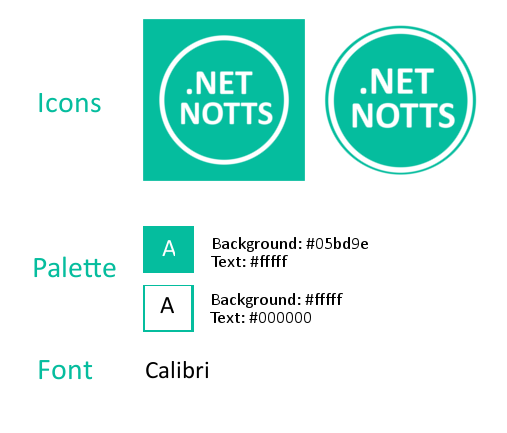 Icons
.NET
NOTTS
.NET
NOTTS
Palette
A
Background: #05bd9e
Text: #fffff
A
Background: #fffff
Text: #000000
Font
Calibri